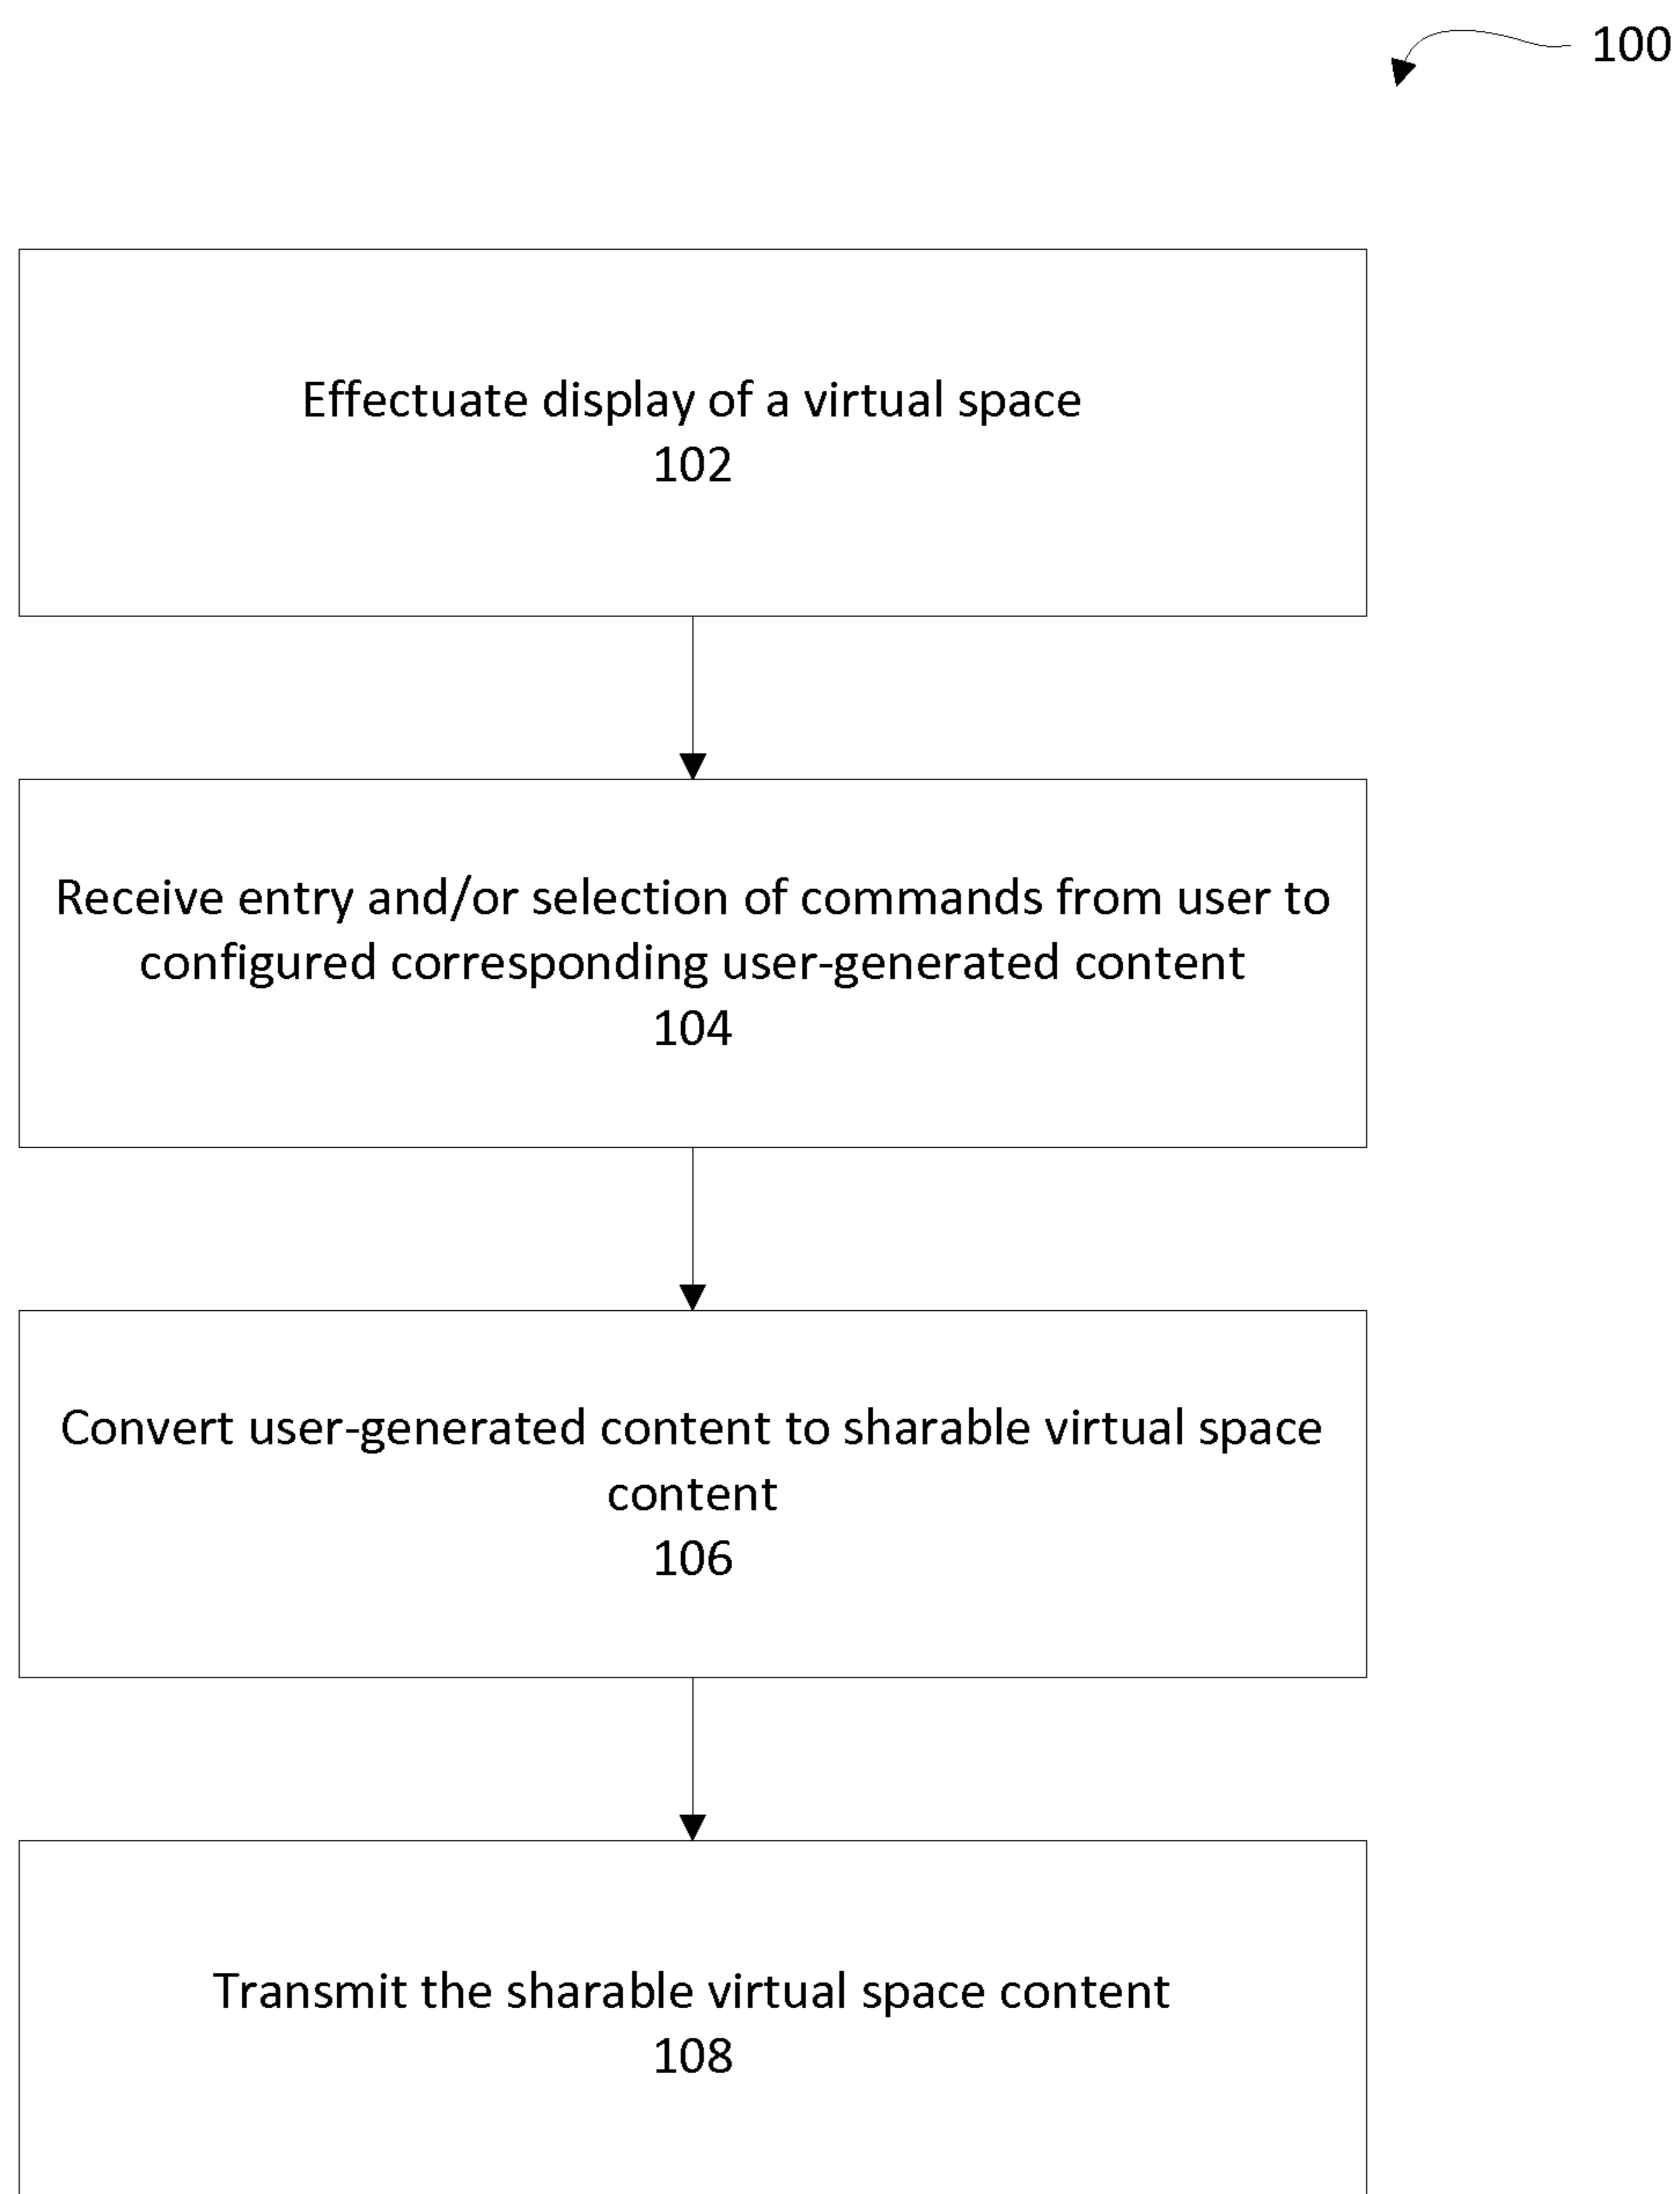 100
Effectuate display of a virtual space
102
Receive entry and/or selection of commands from user to
configured corresponding user-generated content
104
Convert user-generated content to sharable virtual space
content
106
Transmit the sharable virtual space content
108